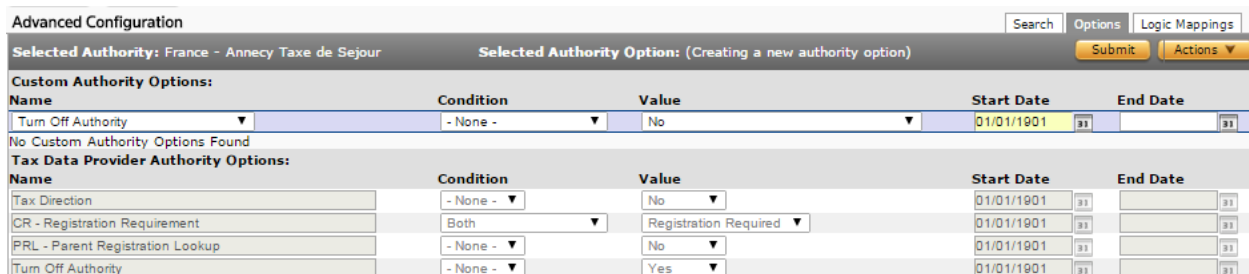 Advanced Configuration Search Options Logic Mappings
Selected Authority: France - Annecy Taxe de Sejour Selected Authority Option: (Creating a new authority option) Submit Actions ▼
Custom Authority Options:
Name Condition Value Start Date End Date
Turn Off Authority ▼ - None - ▼ No ▼ 01/01/1901 31 31
No Custom Authority Options Found
Tax Data Provider Authority Options:
Name Condition Value Start Date End Date
Tax Direction - None - ▼ No ▼ 01/01/1901 31 31
CR - Registration Requirement Both ▼ Registration Required ▼ 01/01/1901 31 31
PRL - Parent Registration Lookup - None - ▼ No ▼ 01/01/1901 31 31
Turn Off Authority - None - ▼ Yes ▼ 01/01/1901 31 31